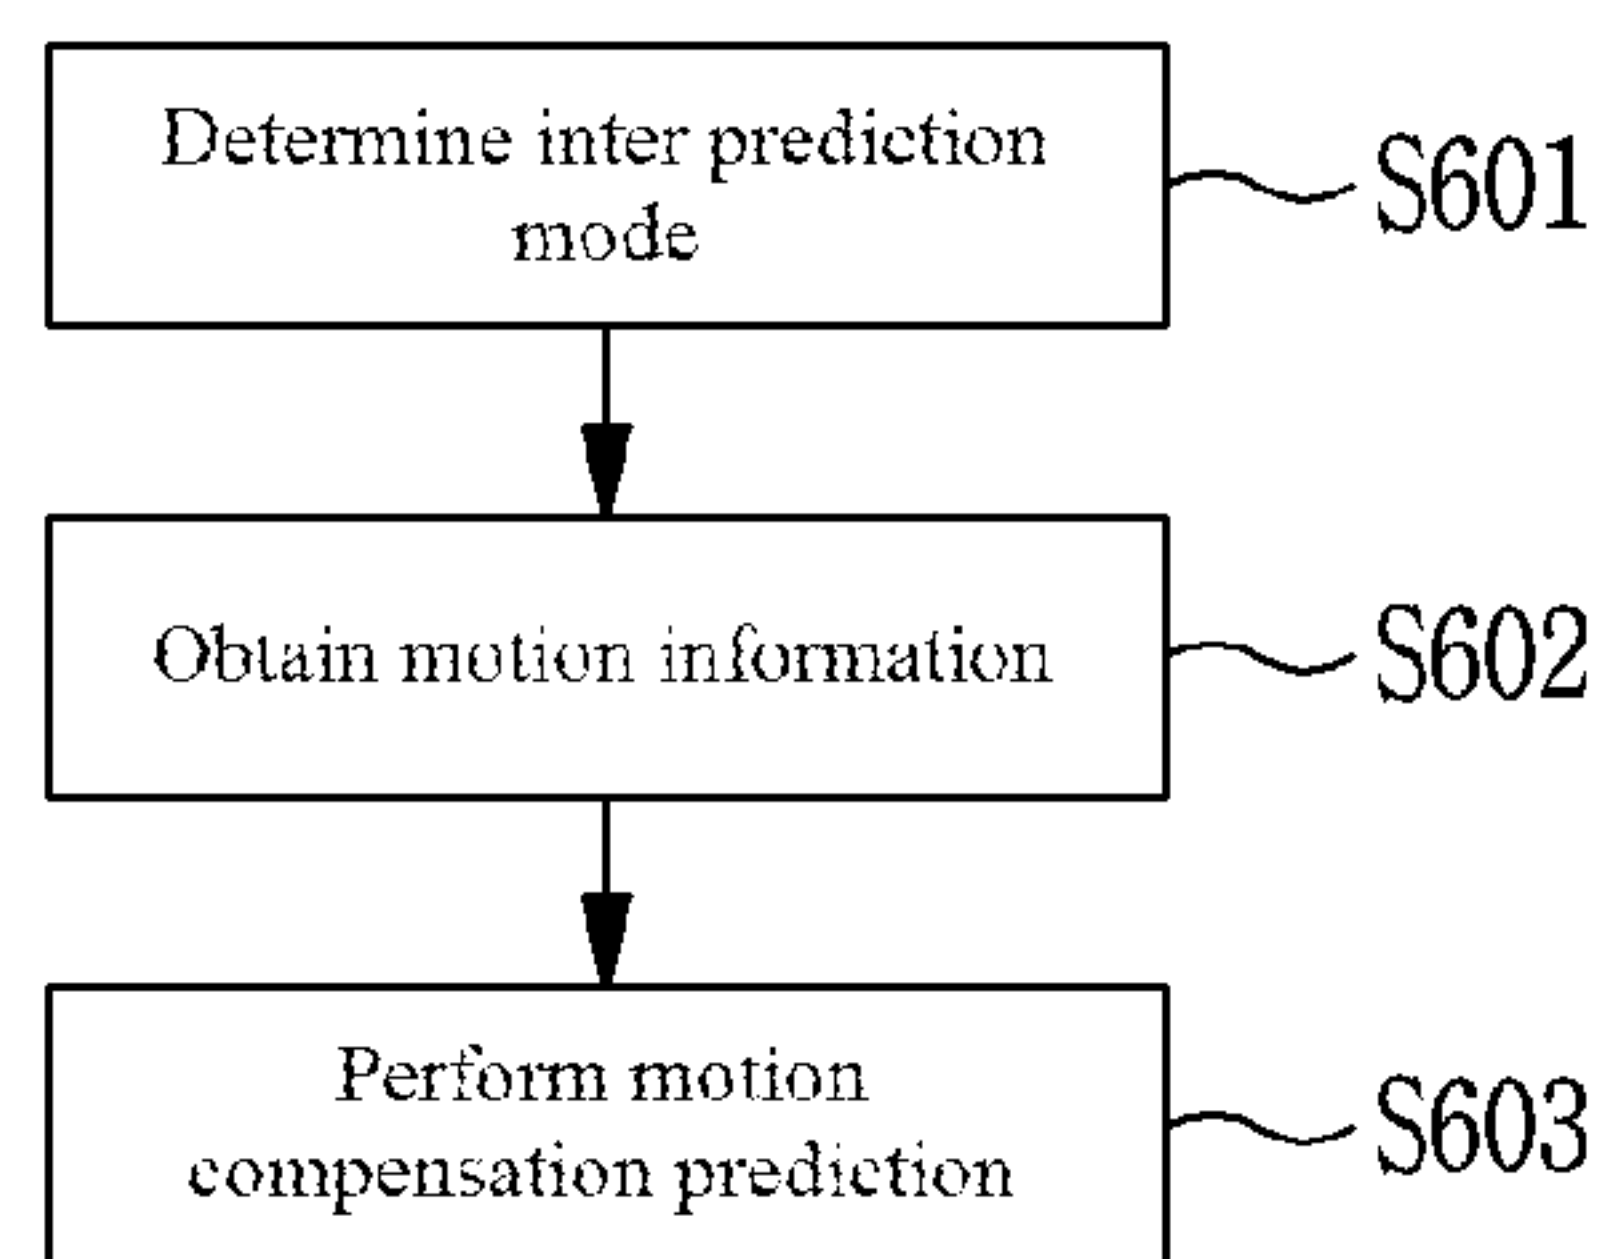 Determine inter prediction
mode
S601
Obtain motion information
S602
Perform motion
compensation prediction
S603